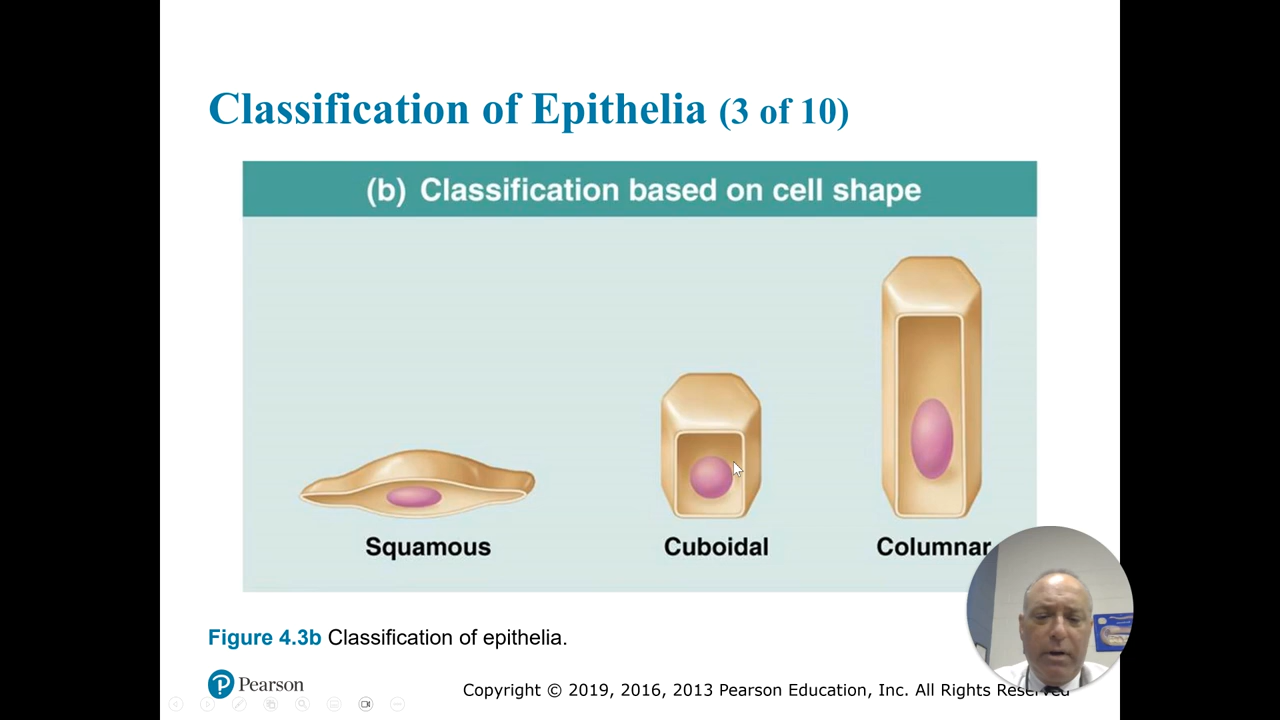 Classification of Epithelia (3 of 10)
(b) Classification based on cell shape
Squamous
Cuboidal
Columnar
Figure 4.3b Classification of epithelia.
Pearson
Copyright © 2019, 2016, 2013 Pearson Education, Inc. All Rights Reserved